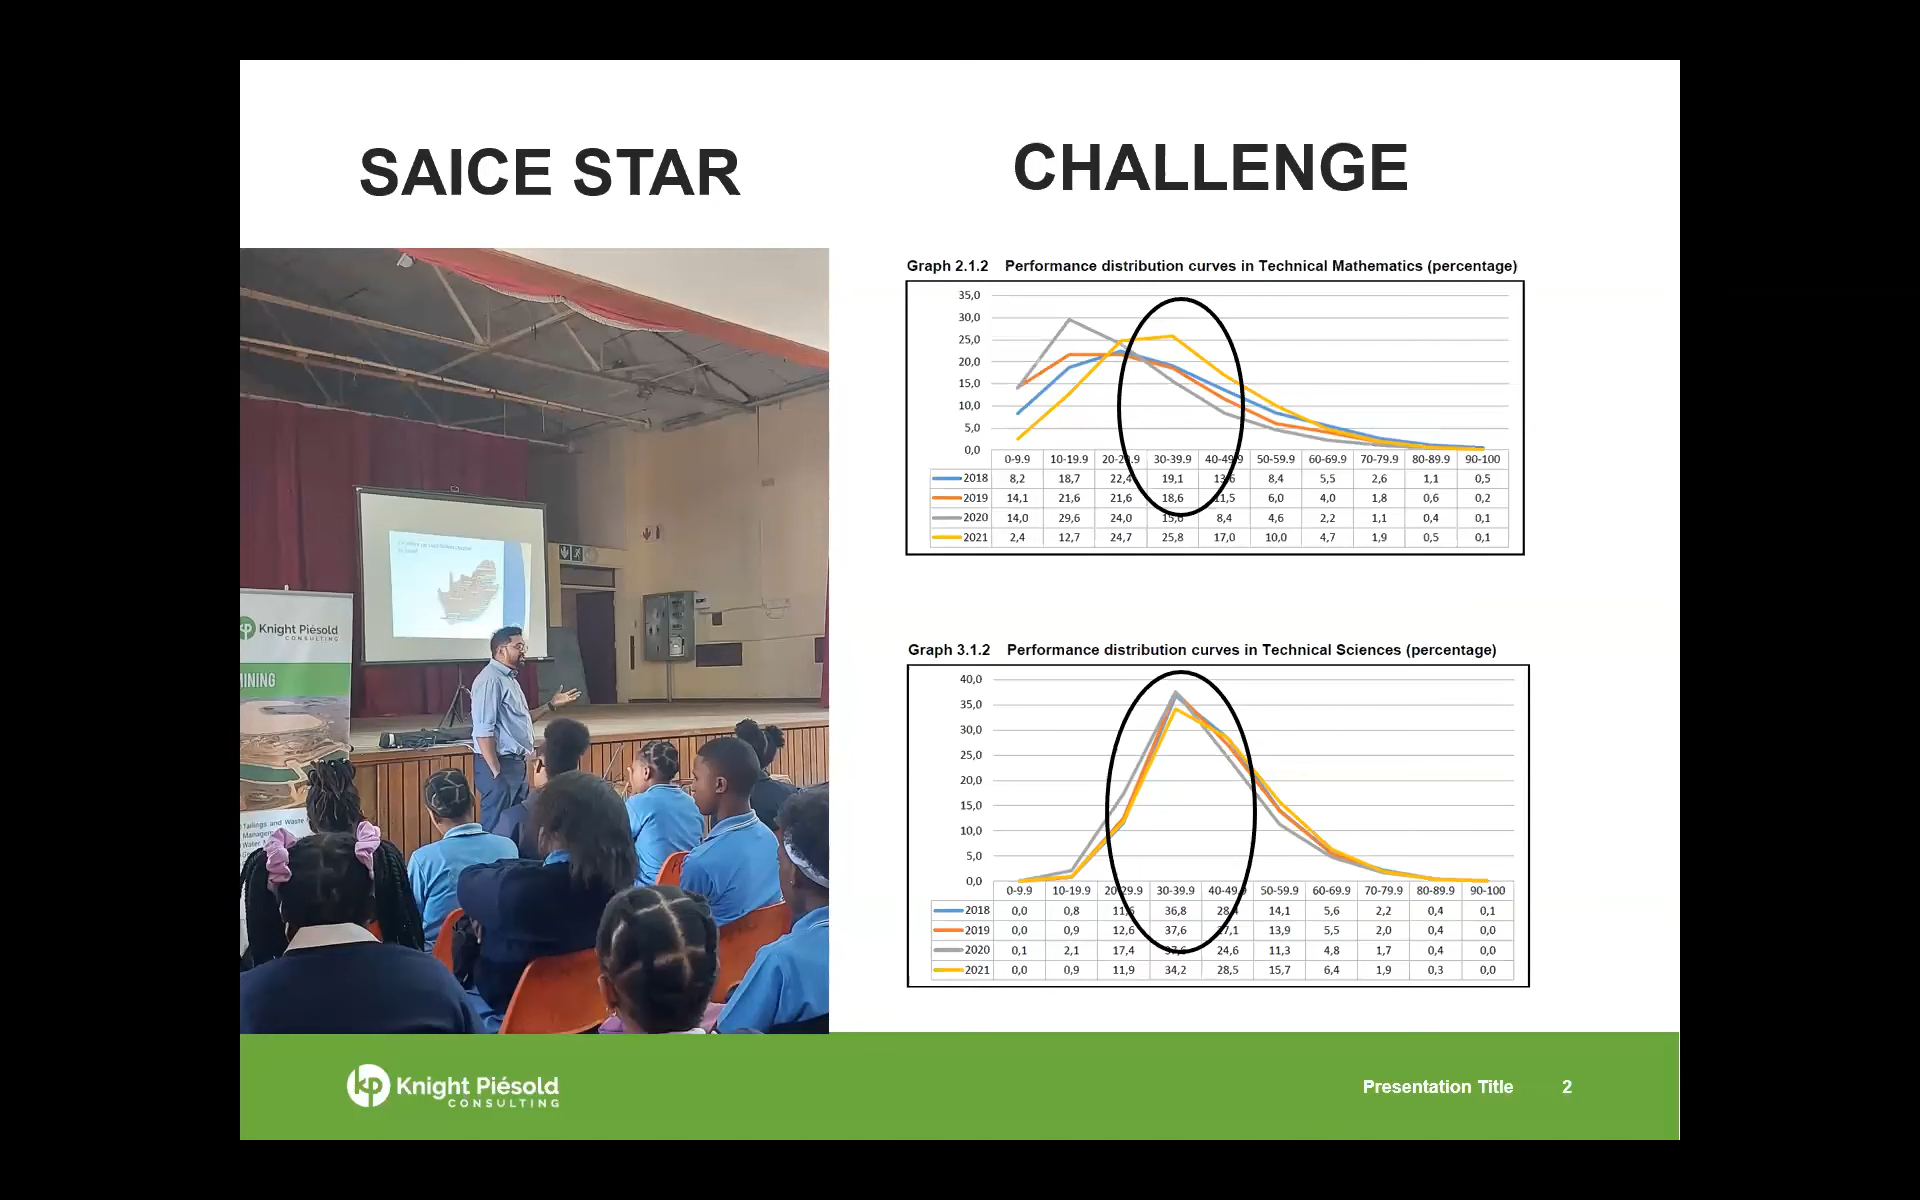 SAICE STAR
CHALLENGE
Knight Piésold
CONSULTING
MINING
Tailings and Waste
Managem
Water
Graph 2.1.2 Performance distribution curves in Technical Mathematics (percentage)
35,0
30,0
25,0
20,0
15,0
10,0
5,0
0,0
0-9.9 10-19.9 20-29.9 30-39.9 40-49.9 50-59.9 60-69.9 70-79.9 80-89.9 90-100
2018 8,2 18,7 22,4 19,1 13,6 8,4 5,5 2,6 1,1 0,5
2019 14,1 21,6 21,6 18,6 11,5 6,0 4,0 1,8 0,6 0,2
2020 14,0 29,6 24,0 15,6 8,4 4,6 2,2 1,1 0,4 0,1
2021 2,4 12,7 24,7 25,8 17,0 10,0 4,7 1,9 0,5 0,1
Graph 3.1.2 Performance distribution curves in Technical Sciences (percentage)
40,0
35,0
30,0
25,0
20,0
15,0
10,0
5,0
0,0
0-9.9 10-19.9 20-29.9 30-39.9 40-49.9 50-59.9 60-69.9 70-79.9 80-89.9 90-100
2018 0,0 0,8 11,6 36,8 28,4 14,1 5,6 2,2 0,4 0,1
2019 0,0 0,9 12,6 37,6 27,1 13,9 5,5 2,0 0,4 0,0
2020 0,1 2,1 17,4 37,6 24,6 11,3 4,8 1,7 0,4 0,0
2021 0,0 0,9 11,9 34,2 28,5 15,7 6,4 1,9 0,3 0,0
kp Knight Piésold
CONSULTING
Presentation Title 2